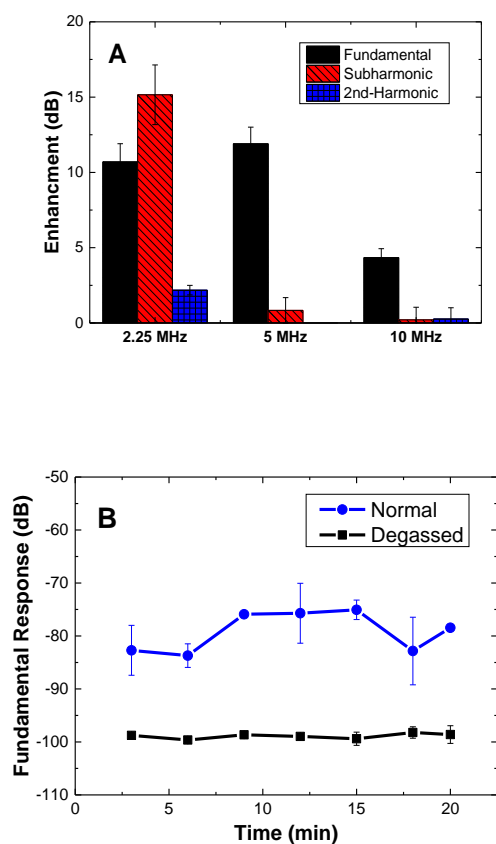 A
Fundamental
Subharmonic
2nd-Harmonic
20
15
10
5
0
Enhancment (dB)
2.25 MHz 5 MHz 10 MHz
B
Normal
Degassed
-50
-60
-70
-80
-90
-100
-110
Fundamental Response (dB)
0 5 10 15 20
Time (min)